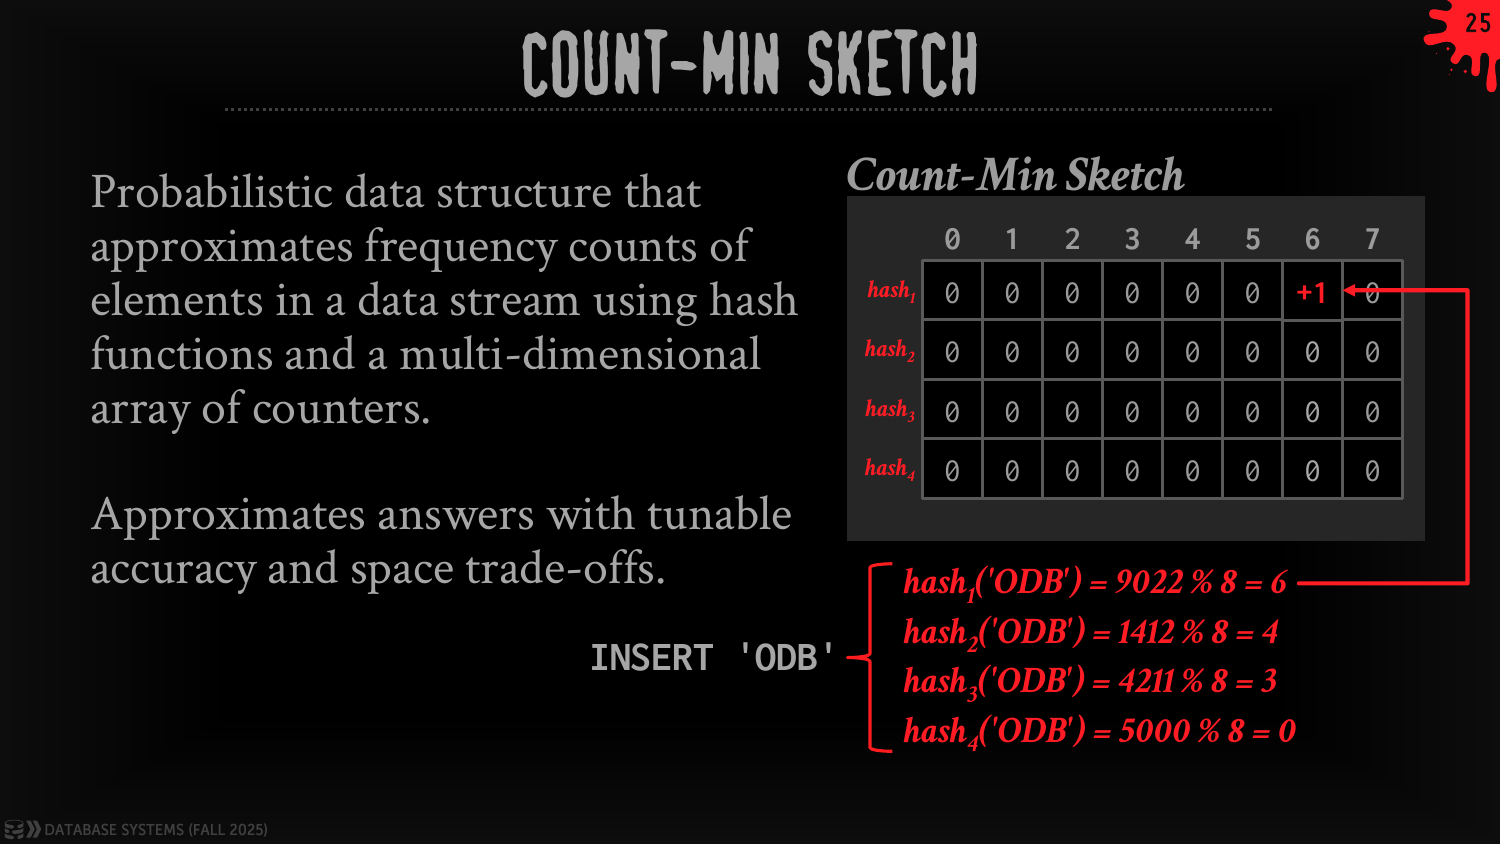 25
COUNT-MIN SKETCH
Probabilistic data structure that
approximates frequency counts of
elements in a data stream using hash
functions and a multi-dimensional
array of counters.
Approximates answers with tunable
accuracy and space trade-offs.
INSERT 'ODB'
Count-Min Sketch
0 1 2 3 4 5 6 7
hash1 0 0 0 0 0 0 +1 0
hash2 0 0 0 0 0 0 0 0
hash3 0 0 0 0 0 0 0 0
hash4 0 0 0 0 0 0 0 0
hash1('ODB') = 9022 % 8 = 6
hash2('ODB') = 1412 % 8 = 4
hash3('ODB') = 4211 % 8 = 3
hash4('ODB') = 5000 % 8 = 0
DATABASE SYSTEMS (FALL 2025)